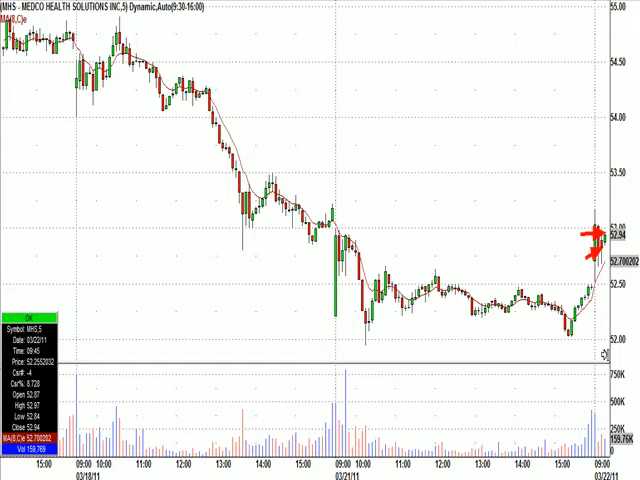 (MHS - MEDCO HEALTH SOLUTIONS INC,5) Dynamic,Auto(9:30-16:00)
MA(8,C)e
55.00
54.50
54.00
53.50
53.00
52.94
52.700202
52.50
52.00
750K
625K
500K
375K
250K
159.76K
OK
Symbol: MHS,5
Date: 03/22/11
Time: 09:45
Price: 52.2552032
Csr#: -4
Csr%: 8.728
Open: 52.87
High: 52.97
Low: 52.84
Close: 52.94
MA(8,C)e 52.700202
Vol: 159,769
15:00 09:00 10:00 11:00 12:00 13:00 14:00 15:00 09:00 10:00 11:00 12:00 13:00 14:00 15:00 09:00
03/18/11 03/21/11 03/22/11